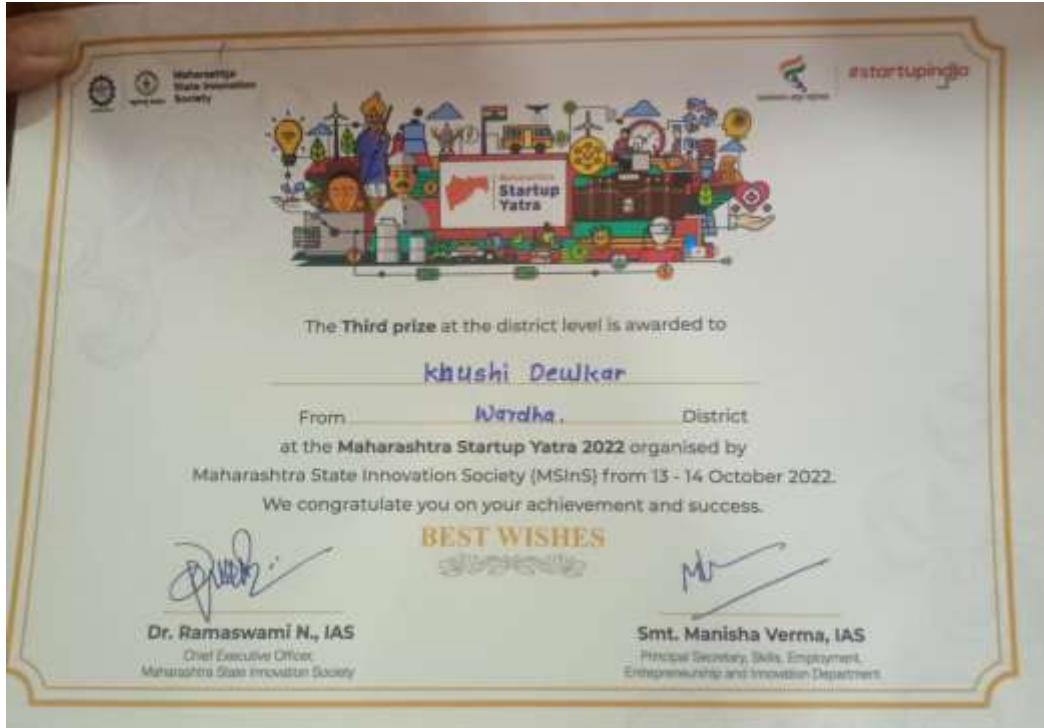 Maharashtra
State Innovation
Society
#startupindia
Maharashtra
Startup
Yatra
The Third prize at the district level is awarded to
Khushi Dewkar
From Wardha. District
at the Maharashtra Startup Yatra 2022 organised by
Maharashtra State Innovation Society (MSInS) from 13 - 14 October 2022.
We congratulate you on your achievement and success.
BEST WISHES
Dr. Ramaswami N., IAS
Chief Executive Officer,
Maharashtra State Innovation Society
Smt. Manisha Verma, IAS
Principal Secretary, Skills, Employment,
Entrepreneurship and Innovation Department